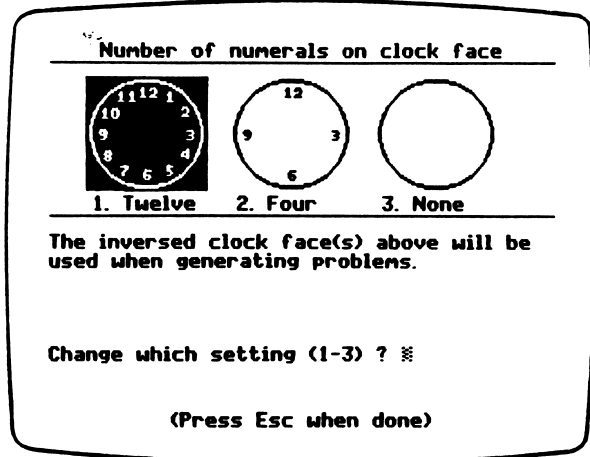 Number of numerals on clock face
11 12 1
10 2
9 3
8 4
7 6 5
12
9 3
6
1. Twelve 2. Four 3. None
The inversed clock face(s) above will be
used when generating problems.
Change which setting (1-3) ?
(Press Esc when done)